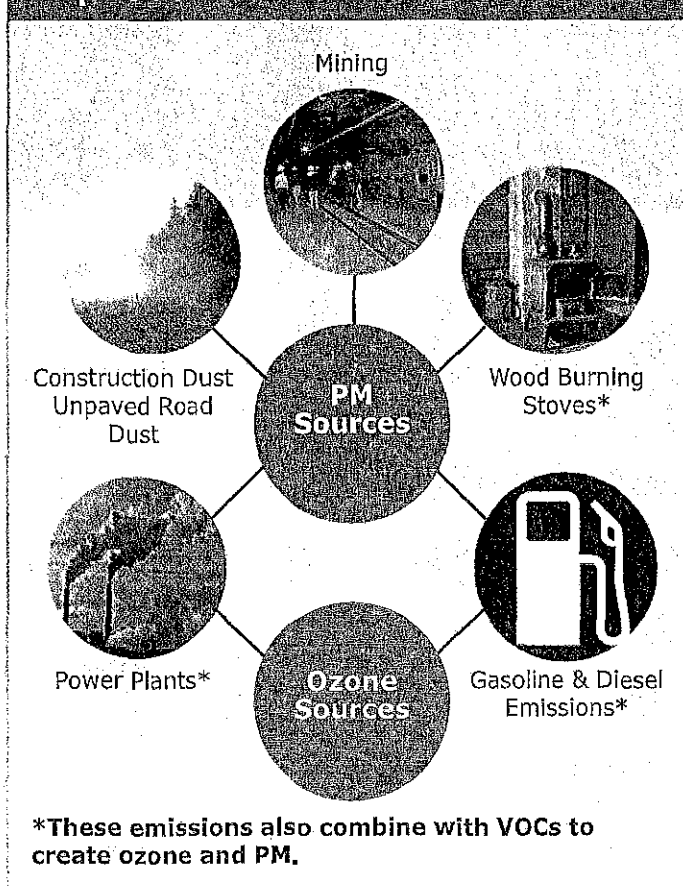 Mining
Construction Dust
Unpaved Road
Dust
Wood Burning
Stoves*
PM
Sources
Power Plants*
Gasoline & Diesel
Emissions*
Ozone
Sources
*These emissions also combine with VOCs to
create ozone and PM.